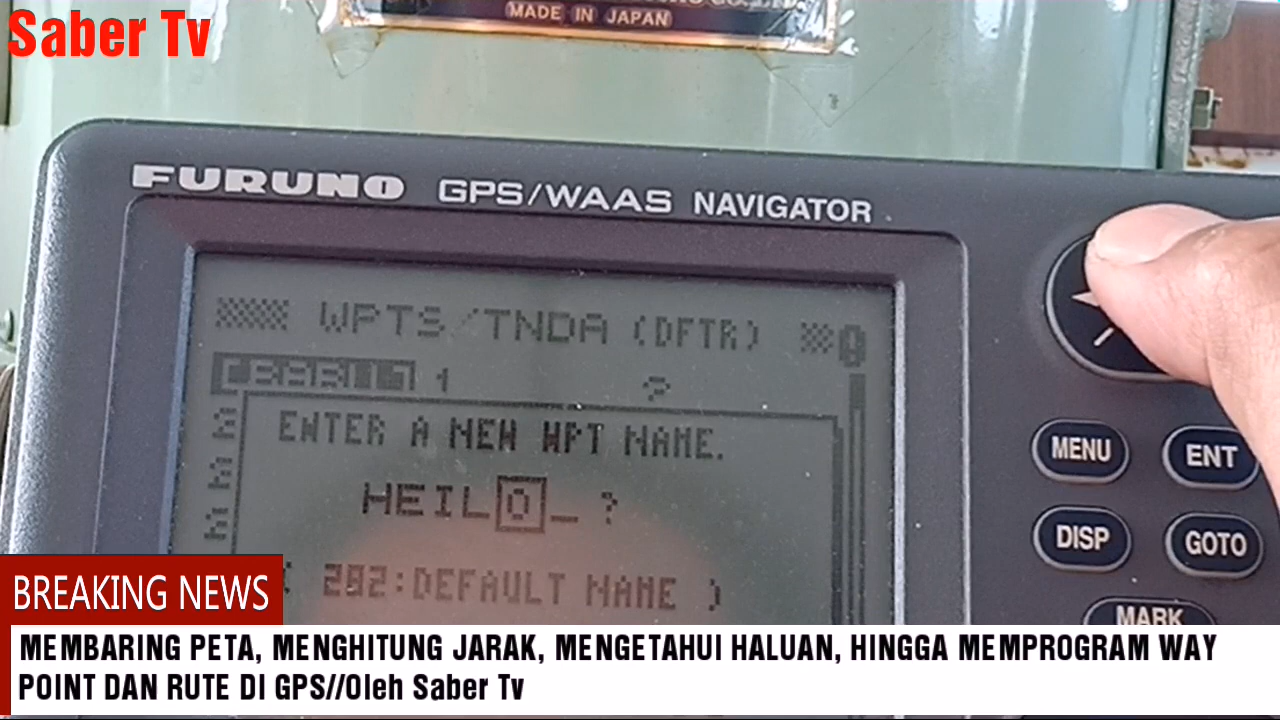 Saber Tv
MADE IN JAPAN
FURUNO GPS/WAAS NAVIGATOR
WPTS/TNDA (DFTR)
1 ?
ENTER A NEW WPT NAME.
HEILO_ ?
292:DEFAULT NAME )
MENU
ENT
DISP
GOTO
MARK
BREAKING NEWS
MEMBARING PETA, MENGHITUNG JARAK, MENGETAHUI HALUAN, HINGGA MEMPROGRAM WAY
POINT DAN RUTE DI GPS//Oleh Saber Tv